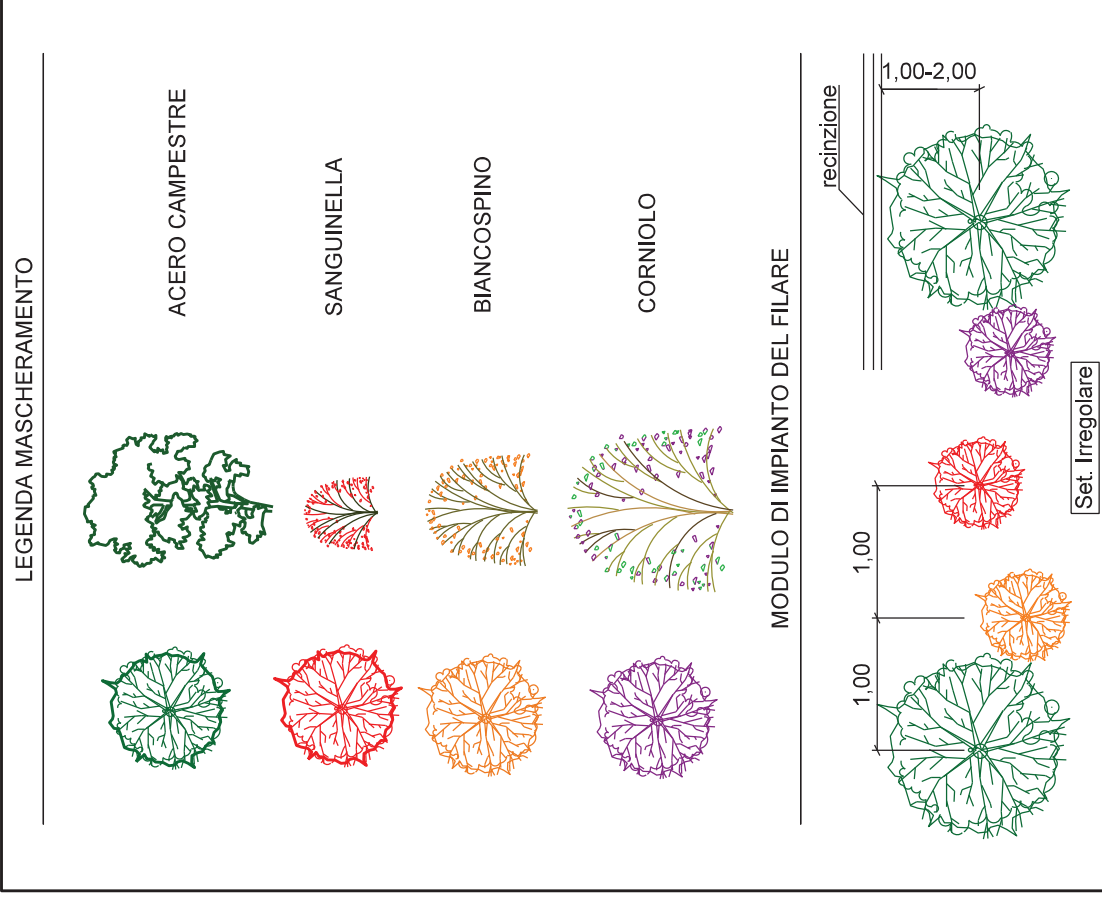 LEGENDA MASCHERAMENTO
ACERO CAMPESTRE
SANGUINELLA
BIANCOSPINO
CORNIOLO
MODULO DI IMPIANTO DEL FILARE
recinzione
1,00-2,00
1,00
1,00
Set. Irregolare